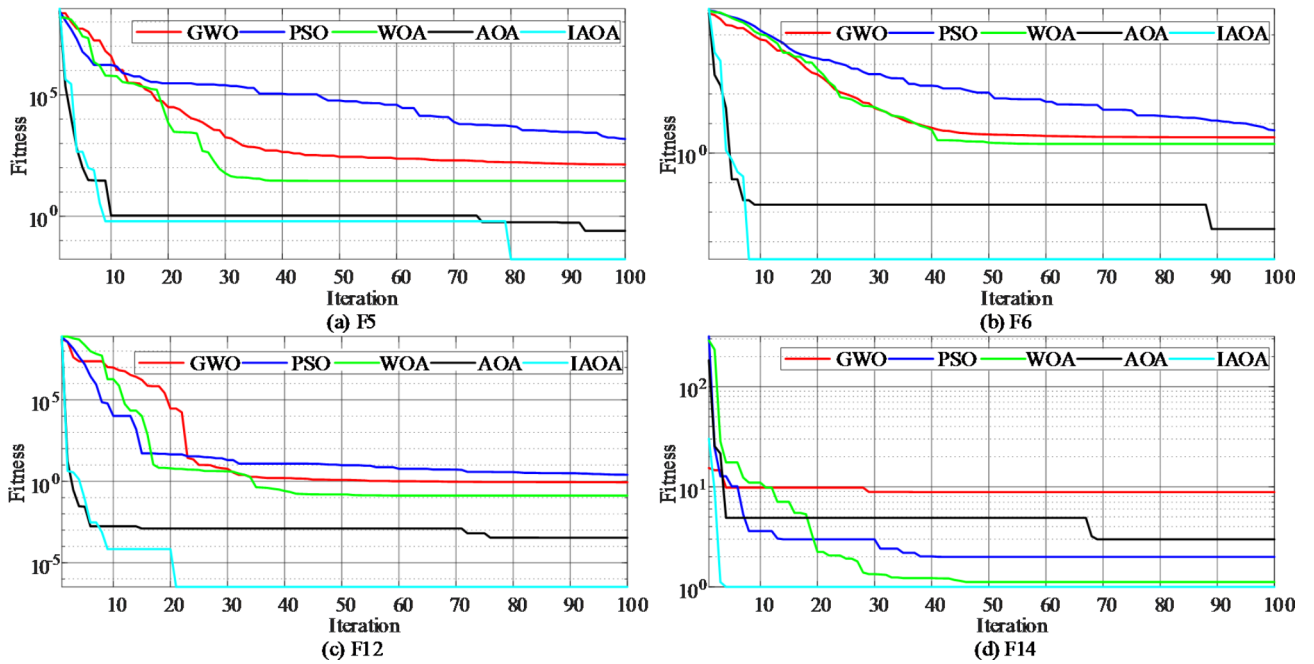 GWO PSO WOA AOA IAOA
Fitness
10^5
10^0
10 20 30 40 50 60 70 80 90 100
Iteration
(a) F5
GWO PSO WOA AOA IAOA
Fitness
10^0
10 20 30 40 50 60 70 80 90 100
Iteration
(b) F6
GWO PSO WOA AOA IAOA
Fitness
10^5
10^0
10^-5
10 20 30 40 50 60 70 80 90 100
Iteration
(c) F12
GWO PSO WOA AOA IAOA
Fitness
10^2
10^1
10^0
10 20 30 40 50 60 70 80 90 100
Iteration
(d) F14